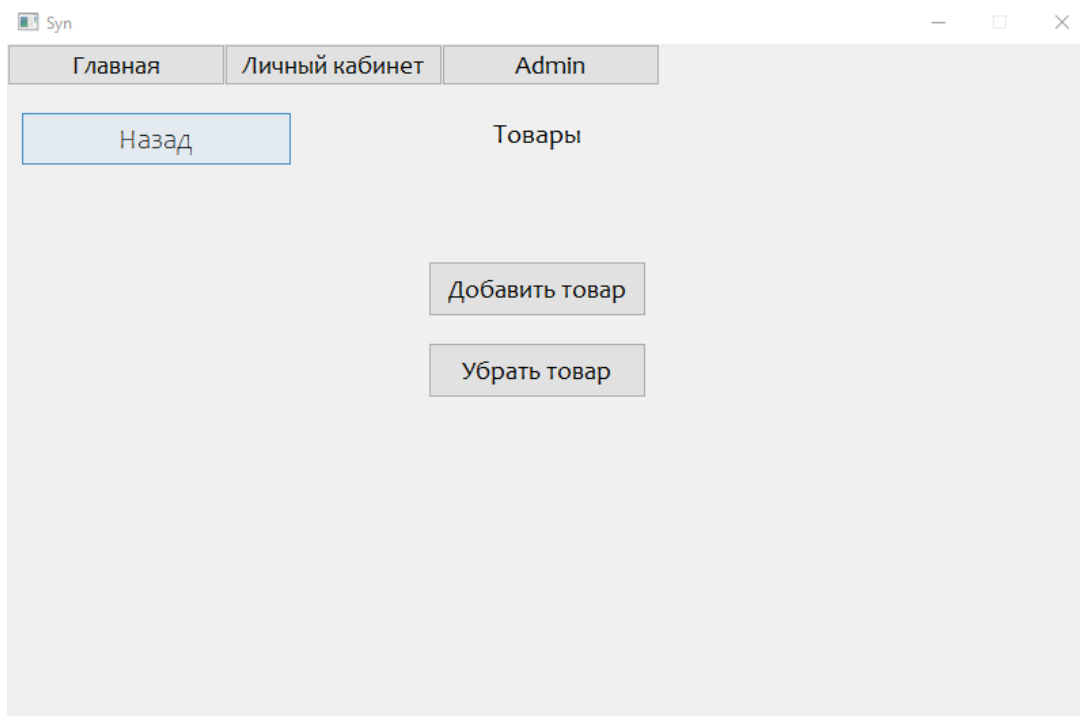 Syn
Главная Личный кабинет Admin
Назад Товары
Добавить товар
Убрать товар